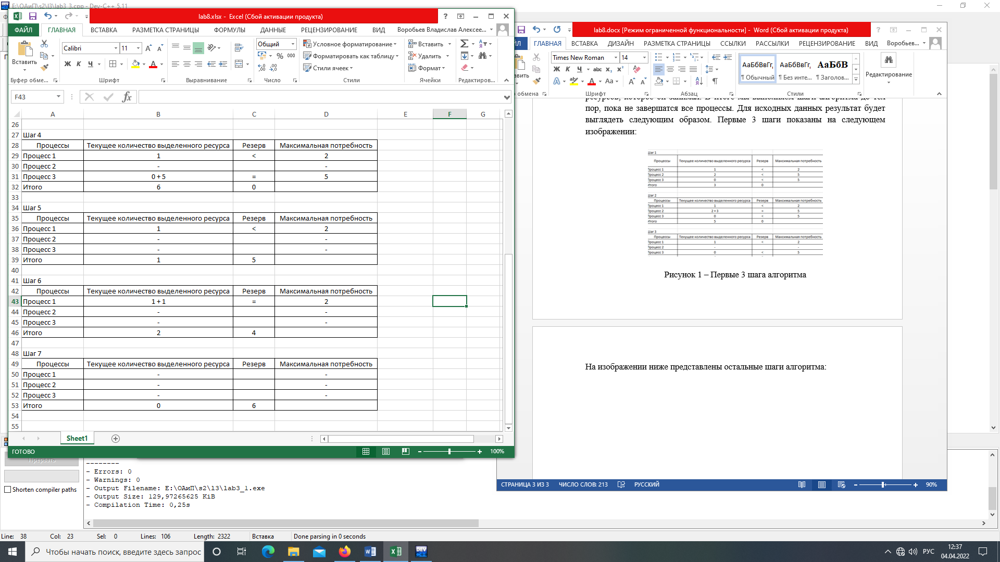 E:\ОАиП\s2\l3\lab3_3.cpp - Dev-C++ 5.11
lab8.xlsx - Excel (Сбой активации продукта)
ФАЙЛ ГЛАВНАЯ ВСТАВКА РАЗМЕТКА СТРАНИЦЫ ФОРМУЛЫ ДАННЫЕ РЕЦЕНЗИРОВАНИЕ ВИД Воробьев Владислав Алексее...
Вставить
Calibri 11
Ж К Ч
Общий
% 000
Условное форматирование
Форматировать как таблицу
Стили ячеек
Вставить
Удалить
Формат
Буфер обме... Шрифт Выравнивание Число Стили Ячейки Редактиров...
F43 fx
A B C D E F G
26
27 Шаг 4
28 Процессы Текущее количество выделенного ресурса Резерв Максимальная потребность
29 Процесс 1 1 < 2
30 Процесс 2 - -
31 Процесс 3 0 + 5 = 5
32 Итого 6 0
33
34 Шаг 5
35 Процессы Текущее количество выделенного ресурса Резерв Максимальная потребность
36 Процесс 1 1 < 2
37 Процесс 2 - -
38 Процесс 3 - -
39 Итого 1 5
40
41 Шаг 6
42 Процессы Текущее количество выделенного ресурса Резерв Максимальная потребность
43 Процесс 1 1 + 1 = 2
44 Процесс 2 - -
45 Процесс 3 - -
46 Итого 2 4
47
48 Шаг 7
49 Процессы Текущее количество выделенного ресурса Резерв Максимальная потребность
50 Процесс 1 - -
51 Процесс 2 - -
52 Процесс 3 - -
53 Итого 0 6
54
55
Sheet1
ГОТОВО 100%
lab8.docx [Режим ограниченной функциональности] - Word (Сбой активации продукта)
ЙЛ ГЛАВНАЯ ВСТАВКА ДИЗАЙН РАЗМЕТКА СТРАНИЦЫ ССЫЛКИ РАССЫЛКИ РЕЦЕНЗИРОВАНИЕ ВИД Воробьев...
авить
Times New Roman 14
Ж К Ч abc x₂ x²
АаБбВвГг, АаБбВвГг, АаБбВ
¶ Обычный ¶ Без инте... ¶ Заголов...
Редактирование
обмена Шрифт Абзац Стили
ресурсов, которое он занимал. В итоге мы выполняем шаги алгоритма до тех
пор, пока не завершатся все процессы. Для исходных данных результат будет
выглядеть следующим образом. Первые 3 шаги показаны на следующем
изображении:
Шаг 1
Процессы Текущее количество выделенного ресурса Резерв Максимальная потребность
Процесс 1 1 < 2
Процесс 2 2 < 5
Процесс 3 0 < 5
Итого 3 0
Шаг 2
Процессы Текущее количество выделенного ресурса Резерв Максимальная потребность
Процесс 1 1 < 2
Процесс 2 2 + 3 = 5
Процесс 3 0 < 5
Итого 5 0
Шаг 3
Процессы Текущее количество выделенного ресурса Резерв Максимальная потребность
Процесс 1 1 < 2
Процесс 2 - -
Процесс 3 0 < 5
Рисунок 1 – Первые 3 шага алгоритма
На изображении ниже представлены остальные шаги алгоритма:
СТРАНИЦА 3 ИЗ 3 ЧИСЛО СЛОВ: 213 РУССКИЙ 90%
Прервать
Shorten compiler paths
--------
- Errors: 0
- Warnings: 0
- Output Filename: E:\ОАиП\s2\l3\lab3_1.exe
- Output Size: 129,97265625 KiB
- Compilation Time: 0,25s
Line: 38 Col: 23 Sel: 0 Lines: 106 Length: 2322 Вставка Done parsing in 0 seconds
Чтобы начать поиск, введите здесь запрос
РУС
12:37
04.04.2022